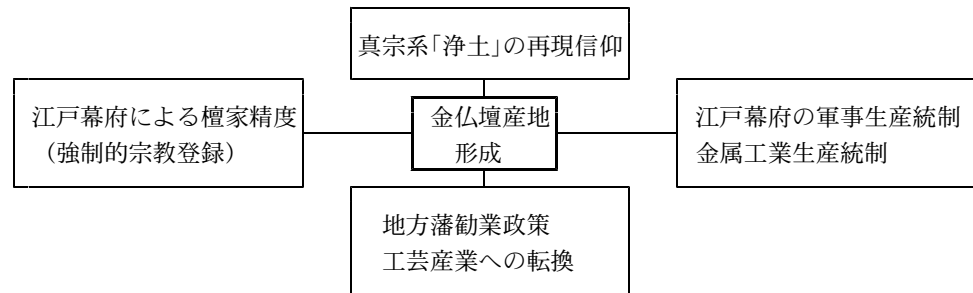 真宗系「浄土」の再現信仰
江戸幕府による檀家精度
（強制的宗教登録）
金仏壇産地
形成
江戸幕府の軍事生産統制
金属工業生産統制
地方藩勧業政策
工芸産業への転換